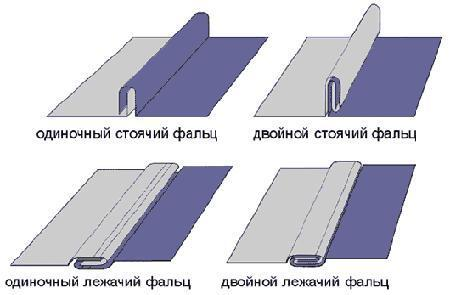 одиночный стоячий фальц
двойной стоячий фальц
одиночный лежачий фальц
двойной лежачий фальц